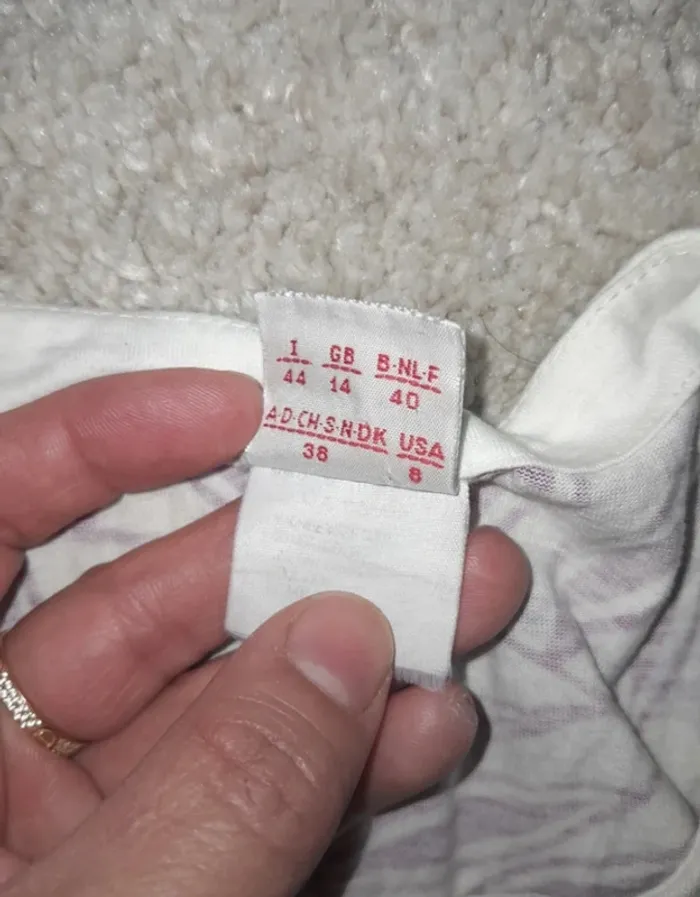 I GB B·NL·F
44 14 40
A·D·CH·S·N·DK USA
38 8